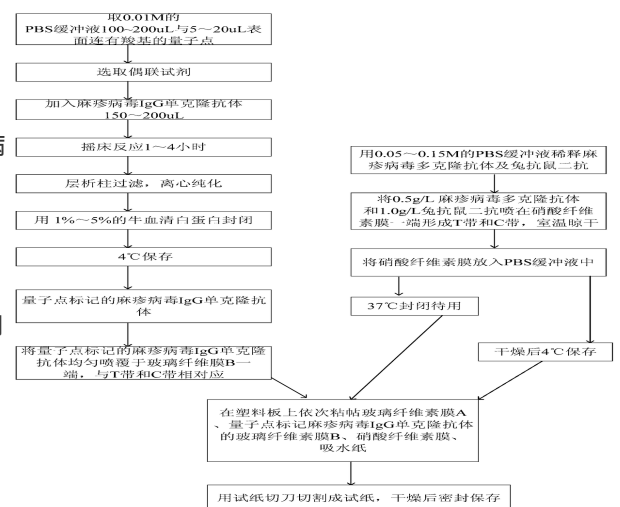 取0.01M的
PBS缓冲液100~200uL与5～20uL表
面连有羧基的量子点
选取偶联试剂
加入麻疹病毒IgG单克隆抗体
150～200uL
摇床反应1～4小时
层析柱过滤，离心纯化
用 1%～5%的牛血清白蛋白封闭
4℃保存
量子点标记的麻疹病毒IgG单克隆抗
体
将量子点标记的麻疹病毒IgG单克隆
抗体均匀喷覆于玻璃纤维膜B一
端，与T带和C带相对应
用0.05～0.15M的PBS缓冲液稀释麻
疹病毒多克隆抗体及兔抗鼠二抗
将0.5g/L 麻疹病毒多克隆抗体
和1.0g/L兔抗鼠二抗喷在硝酸纤维
素膜一端形成T带和C带，室温晾干
将硝酸纤维素膜放入PBS缓冲液中
37℃封闭待用
干燥后4℃保存
在塑料板上依次粘帖玻璃纤维素膜A
、量子点标记麻疹病毒IgG单克隆抗体
的玻璃纤维素膜B、硝酸纤维素膜、
吸水纸
用试纸切刀切割成试纸，干燥后密封保存